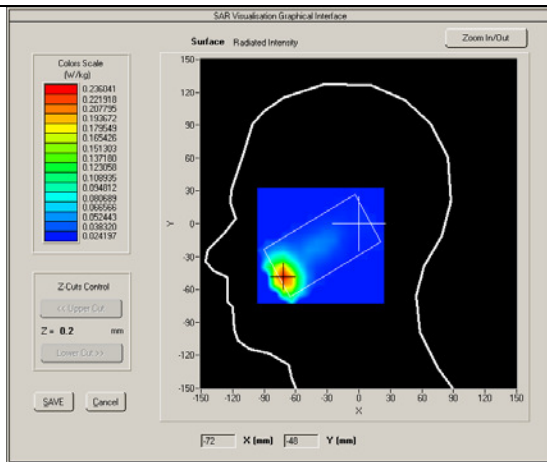 SAR Visualisation Graphical Interface
Surface Radiated Intensity
Zoom In/Out
Colors Scale
(W/kg)
0.236041
0.221918
0.207795
0.193672
0.179549
0.165426
0.151303
0.137180
0.123058
0.108935
0.094812
0.080689
0.066566
0.052443
0.038320
0.024197
Z-Cuts Control
<< Upper Cut
Z = 0.2 mm
Lower Cut >>
SAVE Cancel
150
120
90
60
30
0
-30
-60
-90
-120
-150
Y
-150 -120 -90 -60 -30 0 30 60 90 120 150
X
-72 X (mm) -48 Y (mm)